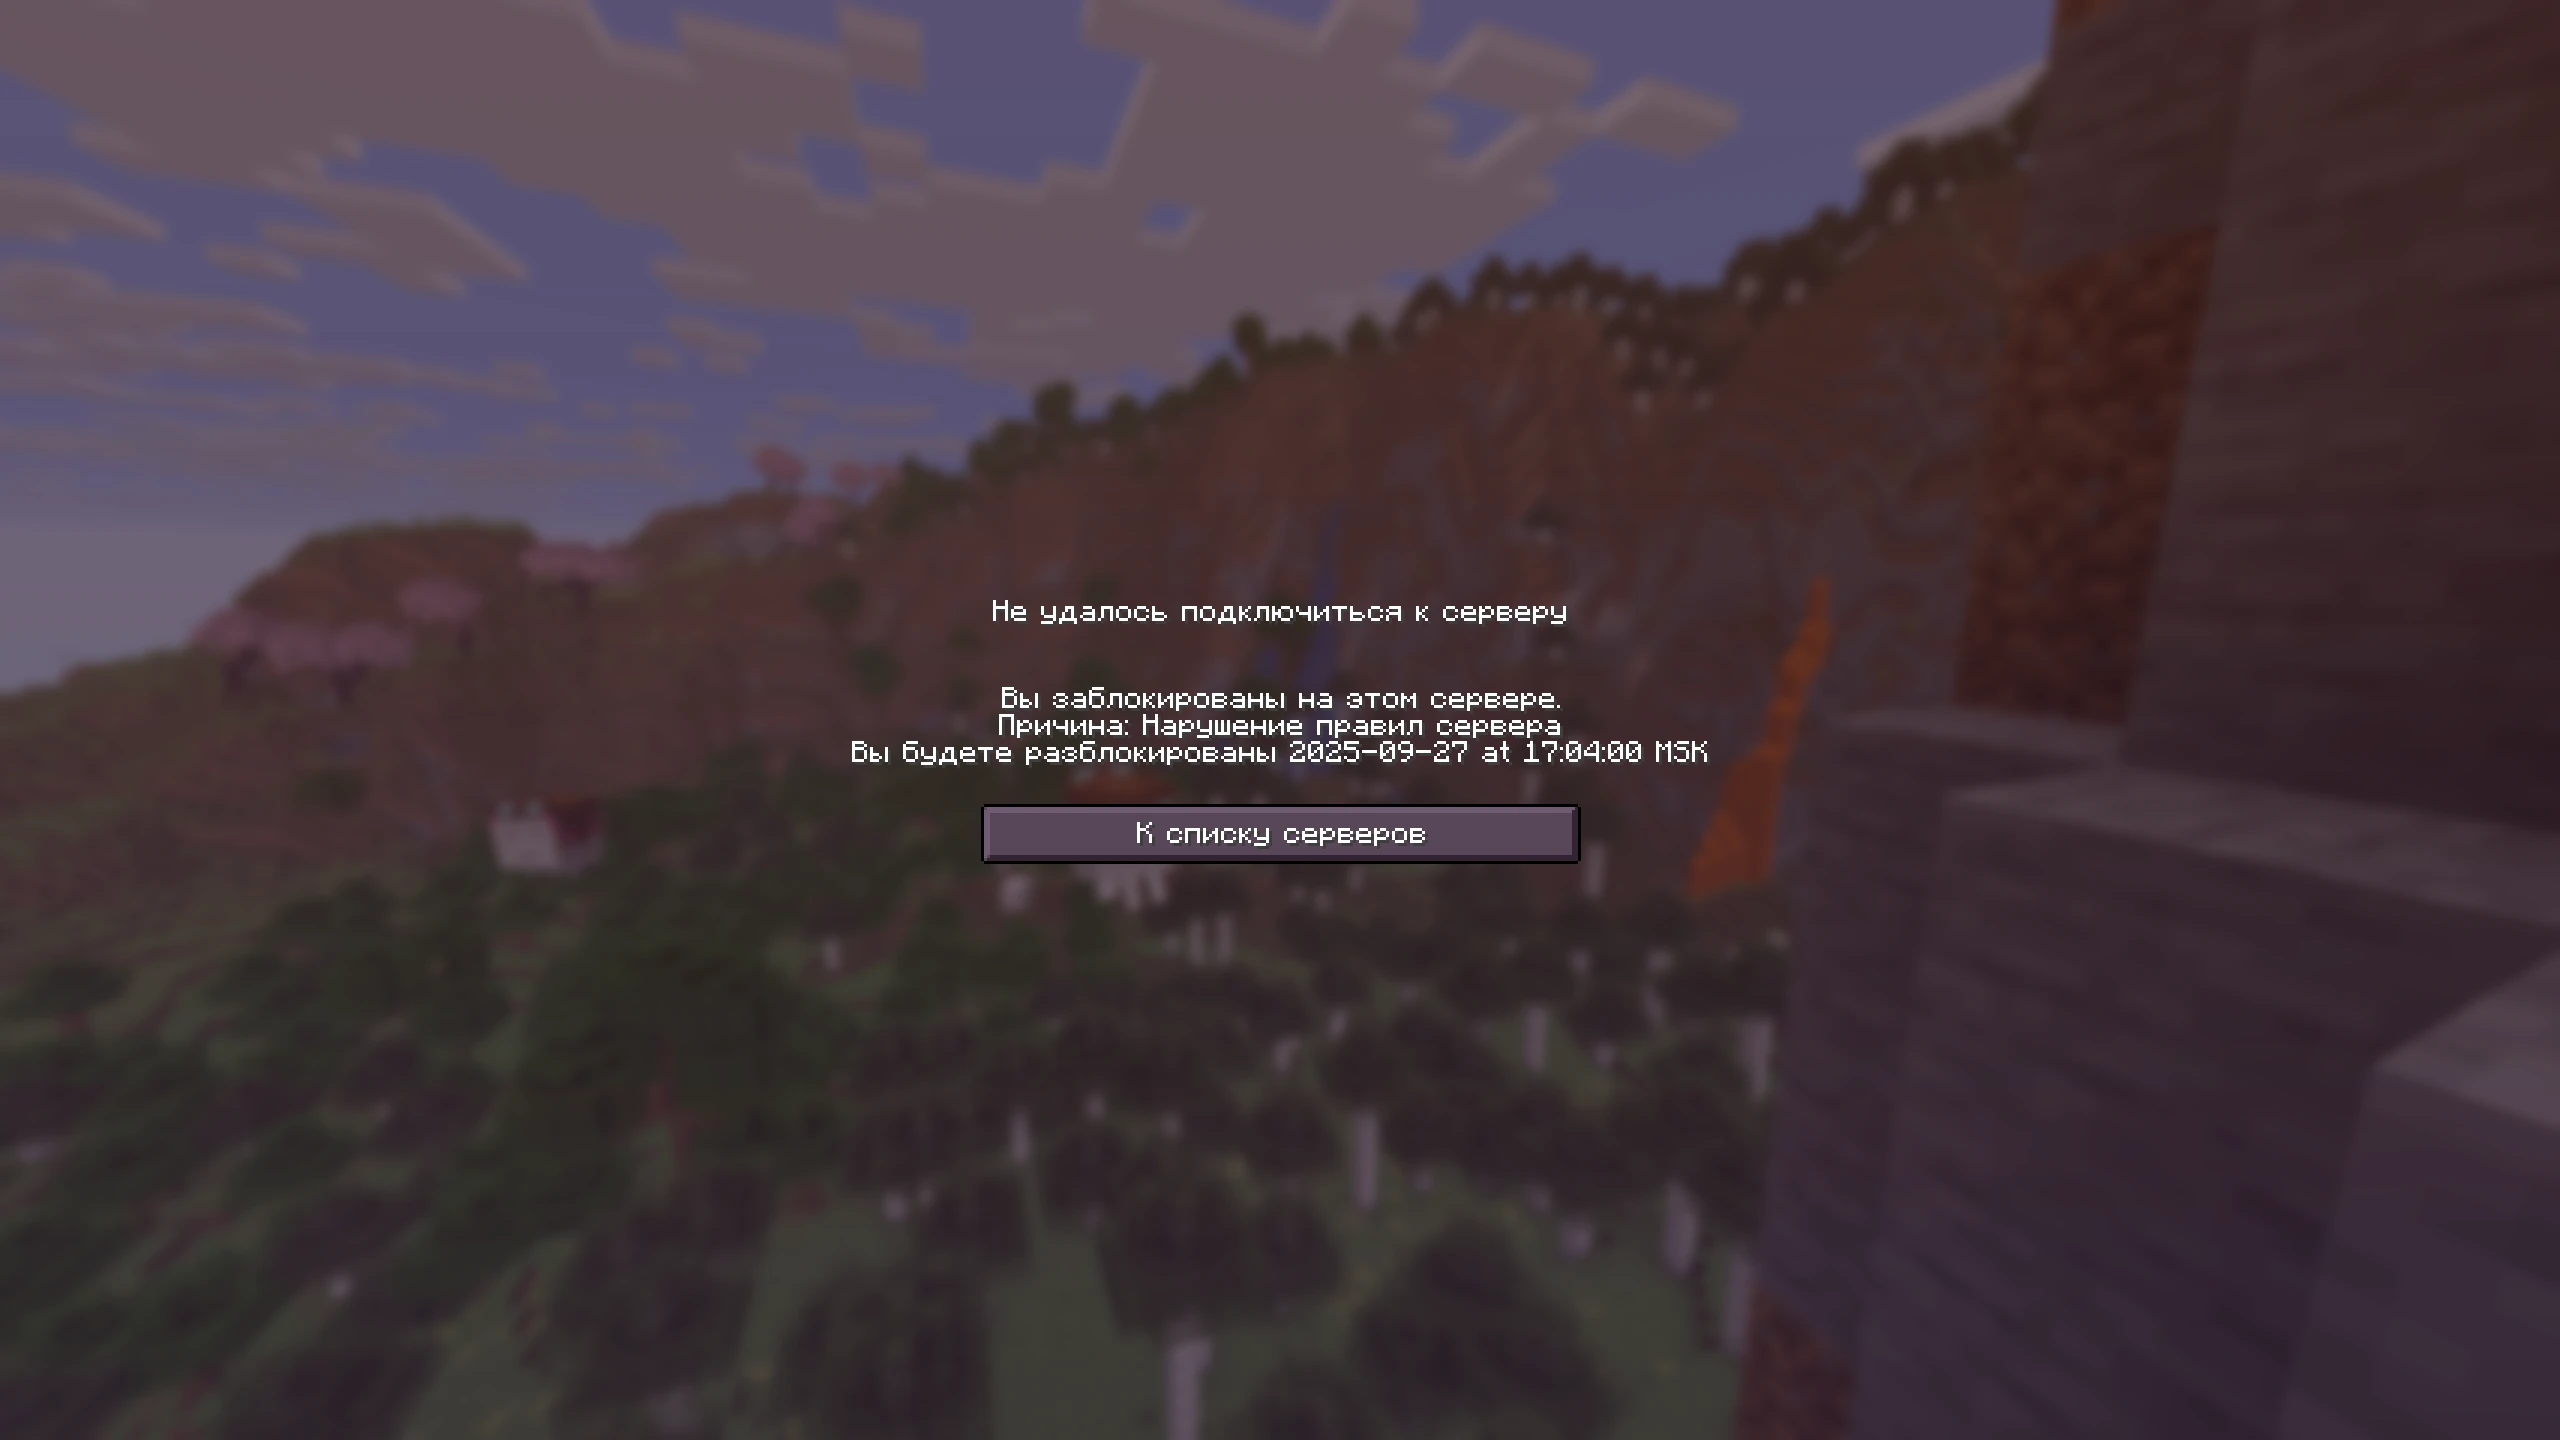 Не удалось подключиться к серверу
Вы заблокированы на этом сервере.
Причина: Нарушение правил сервера
Вы будете разблокированы 2025-09-27 at 17:04:00 MSK
К списку серверов